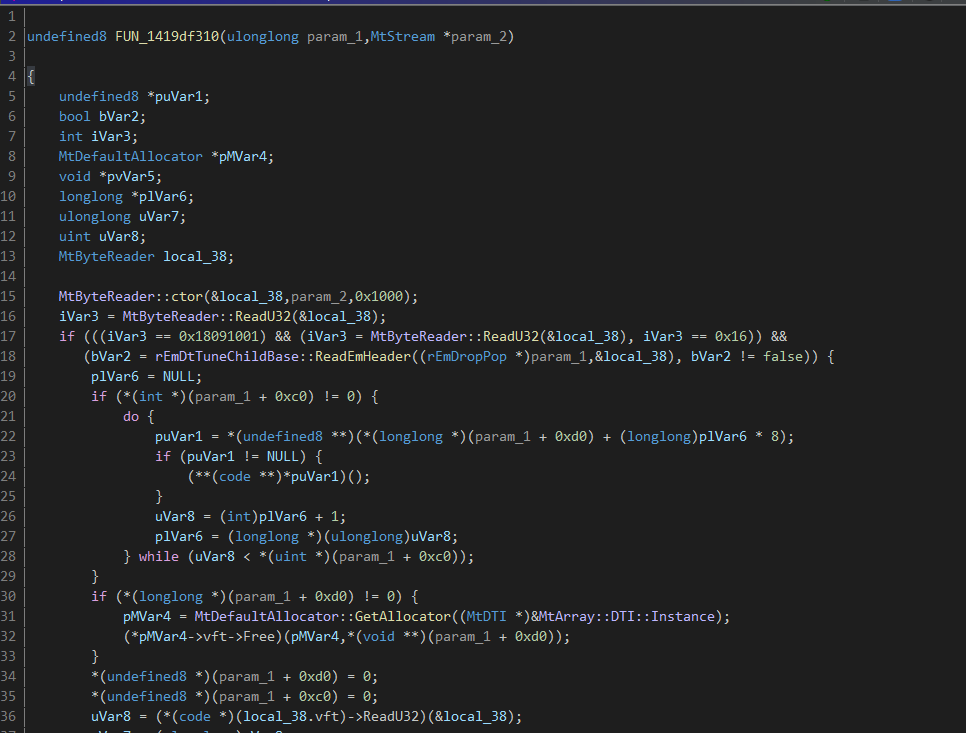 1
2 undefined8 FUN_1419df310(ulonglong param_1,MtStream *param_2)
3
4 {
5     undefined8 *puVar1;
6     bool bVar2;
7     int iVar3;
8     MtDefaultAllocator *pMVar4;
9     void *pvVar5;
10     longlong *plVar6;
11     ulonglong uVar7;
12     uint uVar8;
13     MtByteReader local_38;
14
15     MtByteReader::ctor(&local_38,param_2,0x1000);
16     iVar3 = MtByteReader::ReadU32(&local_38);
17     if (((iVar3 == 0x18091001) && (iVar3 = MtByteReader::ReadU32(&local_38), iVar3 == 0x16)) &&
18        (bVar2 = rEmDtTuneChildBase::ReadEmHeader((rEmDropPop *)param_1,&local_38), bVar2 != false)) {
19         plVar6 = NULL;
20         if (*(int *)(param_1 + 0xc0) != 0) {
21             do {
22                 puVar1 = *(undefined8 **)(*(longlong *)(param_1 + 0xd0) + (longlong)plVar6 * 8);
23                 if (puVar1 != NULL) {
24                     (**(code **)*puVar1)();
25                 }
26                 uVar8 = (int)plVar6 + 1;
27                 plVar6 = (longlong *)(ulonglong)uVar8;
28             } while (uVar8 < *(uint *)(param_1 + 0xc0));
29         }
30         if (*(longlong *)(param_1 + 0xd0) != 0) {
31             pMVar4 = MtDefaultAllocator::GetAllocator((MtDTI *)&MtArray::DTI::Instance);
32             (*pMVar4->vft->Free)(pMVar4,*(void **)(param_1 + 0xd0));
33         }
34         *(undefined8 *)(param_1 + 0xd0) = 0;
35         *(undefined8 *)(param_1 + 0xc0) = 0;
36         uVar8 = (*(code *)(local_38.vft)->ReadU32)(&local_38);